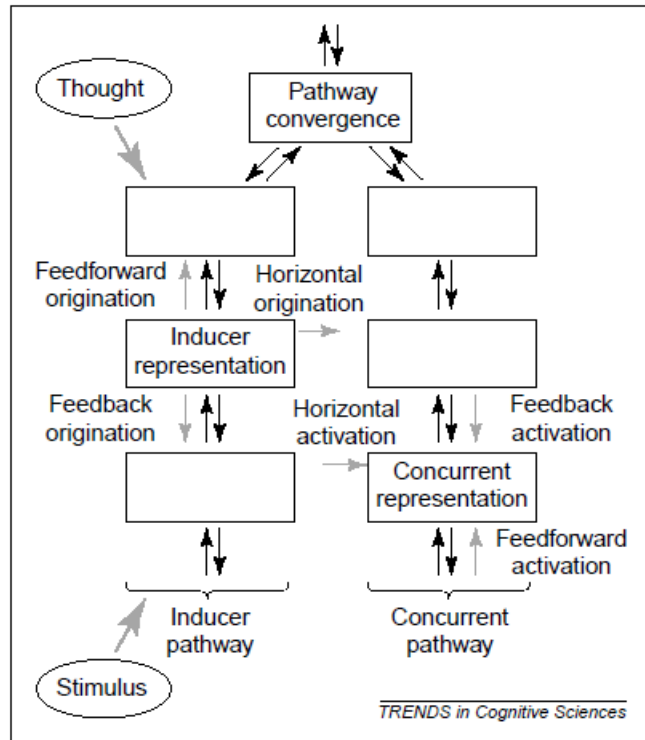 Thought
Pathway
convergence
Feedforward
origination
Horizontal
origination
Inducer
representation
Feedback
origination
Horizontal
activation
Feedback
activation
Concurrent
representation
Feedforward
activation
Inducer
pathway
Concurrent
pathway
Stimulus
TRENDS in Cognitive Sciences